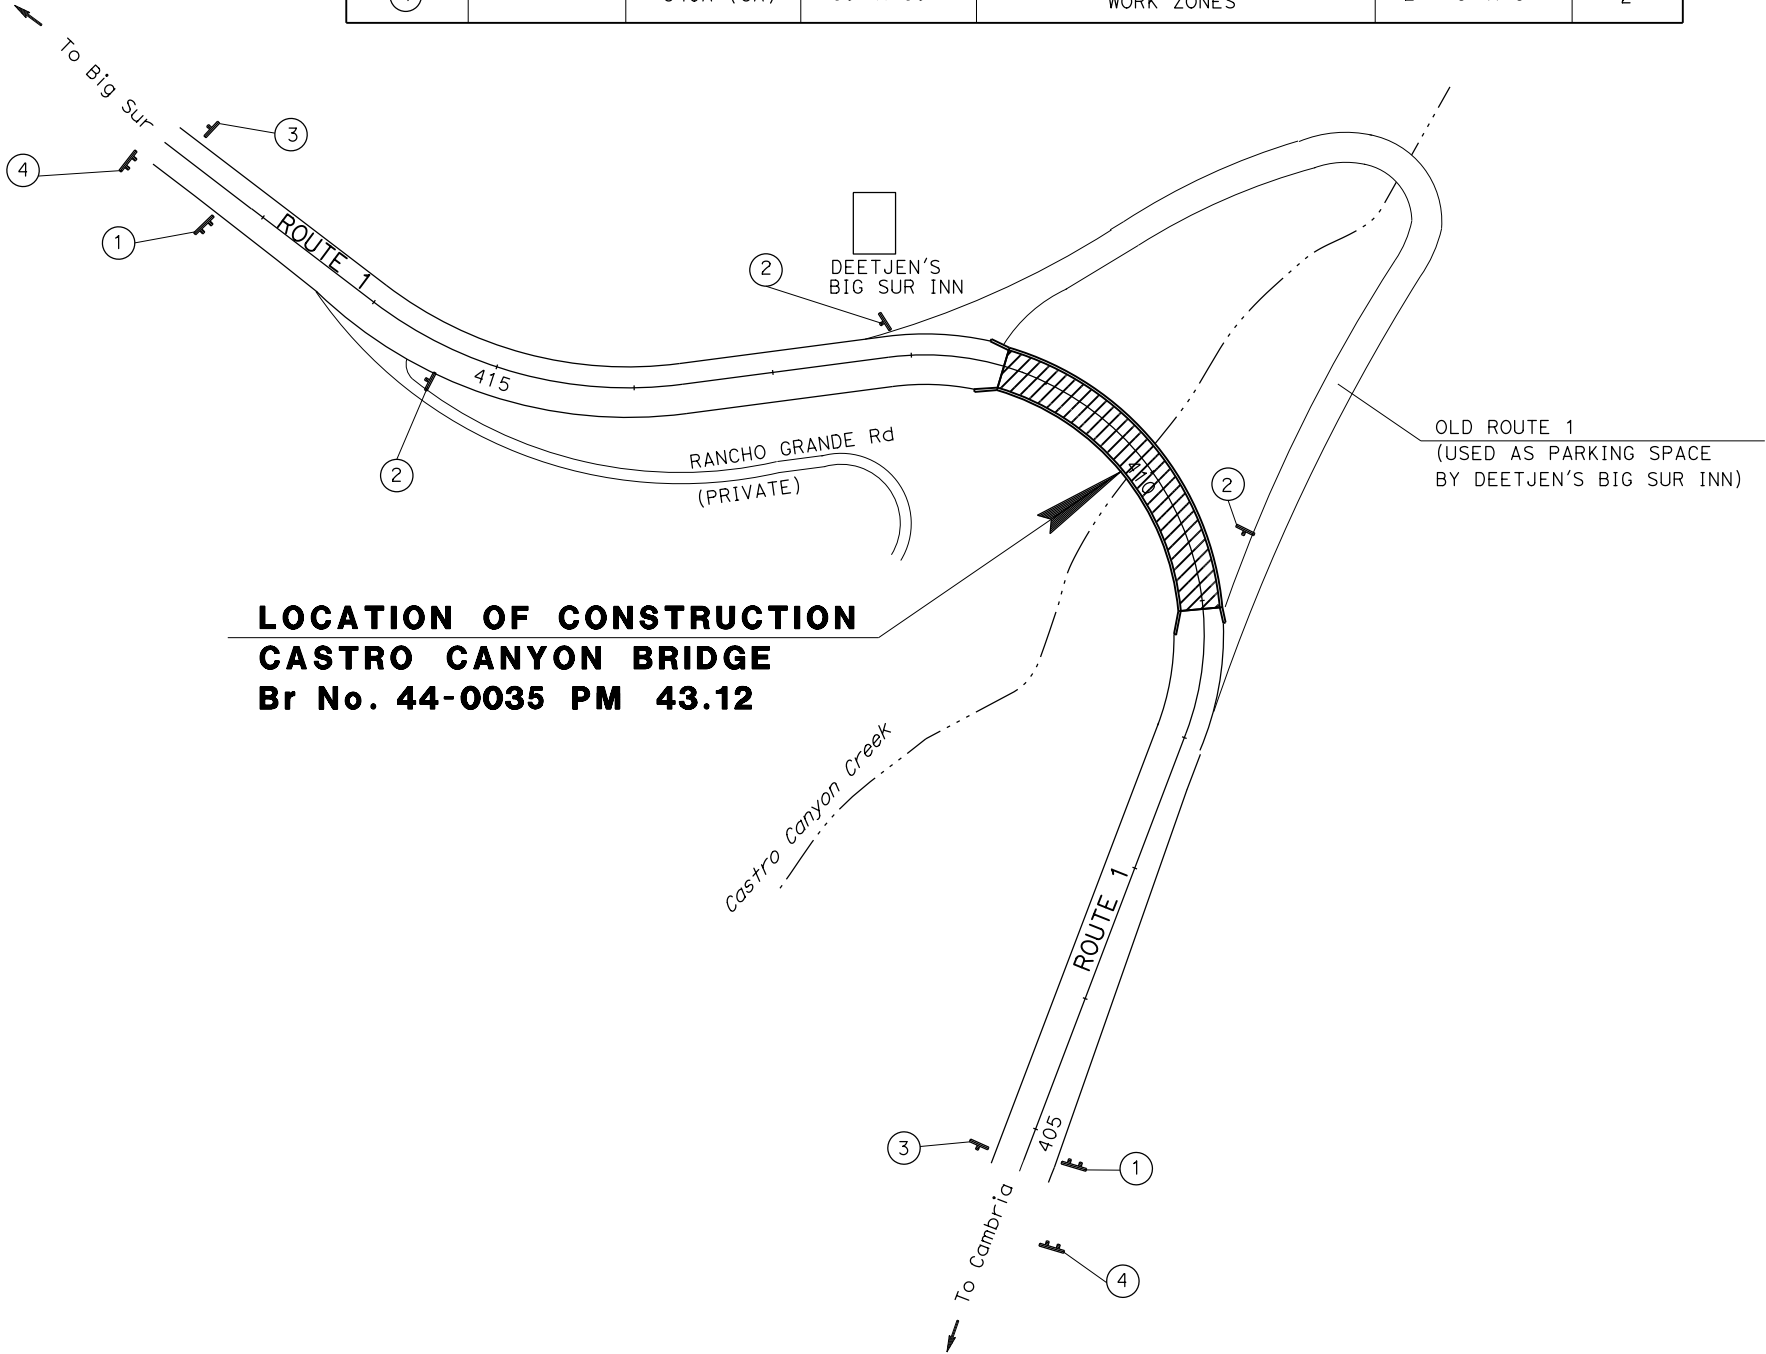 WORK ZONES
To Big Sur
3
4
1
ROUTE 1
2
DEETJEN'S
BIG SUR INN
415
2
RANCHO GRANDE Rd
(PRIVATE)
410
2
OLD ROUTE 1
(USED AS PARKING SPACE
BY DEETJEN'S BIG SUR INN)
LOCATION OF CONSTRUCTION
CASTRO CANYON BRIDGE
Br No. 44-0035 PM 43.12
Castro Canyon Creek
ROUTE 1
405
3
1
To Cambria
4